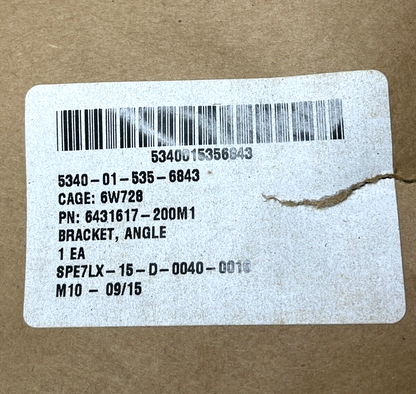 5340015356843
5340-01-535-6843
CAGE: 6W728
PN: 6431617-200M1
BRACKET, ANGLE
1 EA
SPE7LX-15-D-0040-0016
M10 - 09/15